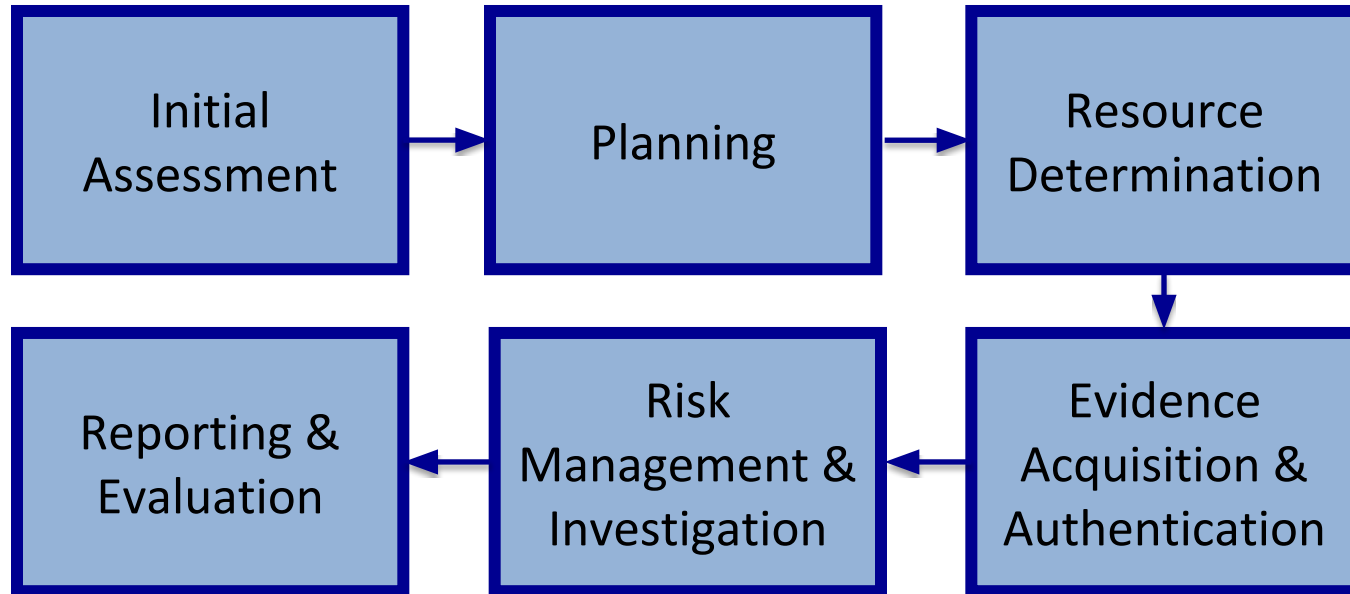 Initial
Assessment
Planning
Resource
Determination
Evidence
Acquisition &
Authentication
Risk
Management &
Investigation
Reporting &
Evaluation